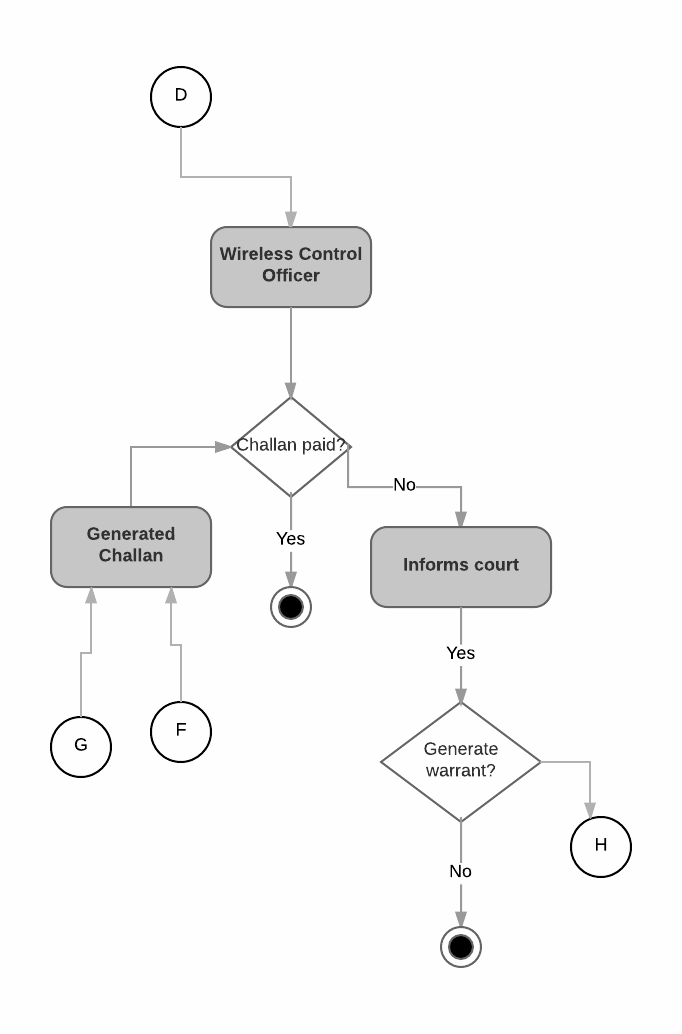 D
Wireless Control
Officer
Challan paid?
No
Generated
Challan
Yes
Informs court
G
F
Yes
Generate
warrant?
H
No